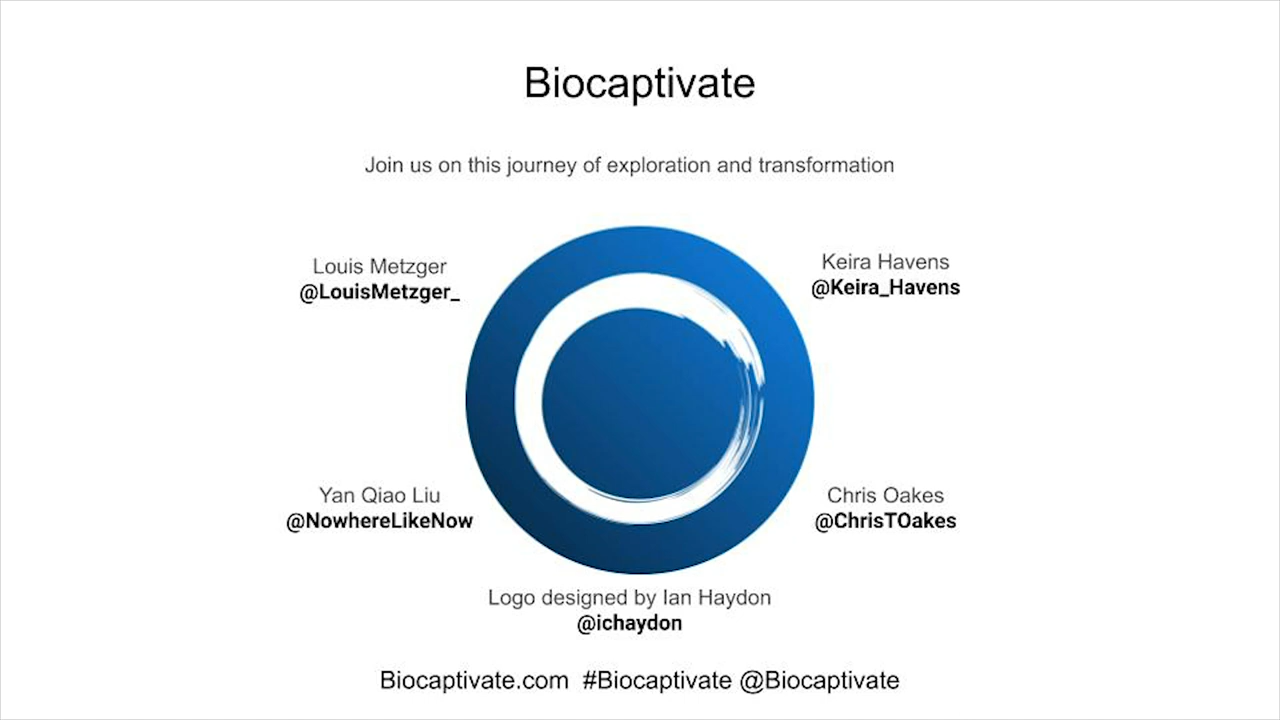 Biocaptivate
Join us on this journey of exploration and transformation
Louis Metzger
@LouisMetzger_
Keira Havens
@Keira_Havens
Yan Qiao Liu
@NowhereLikeNow
Chris Oakes
@ChrisTOakes
Logo designed by Ian Haydon
@ichaydon
Biocaptivate.com #Biocaptivate @Biocaptivate